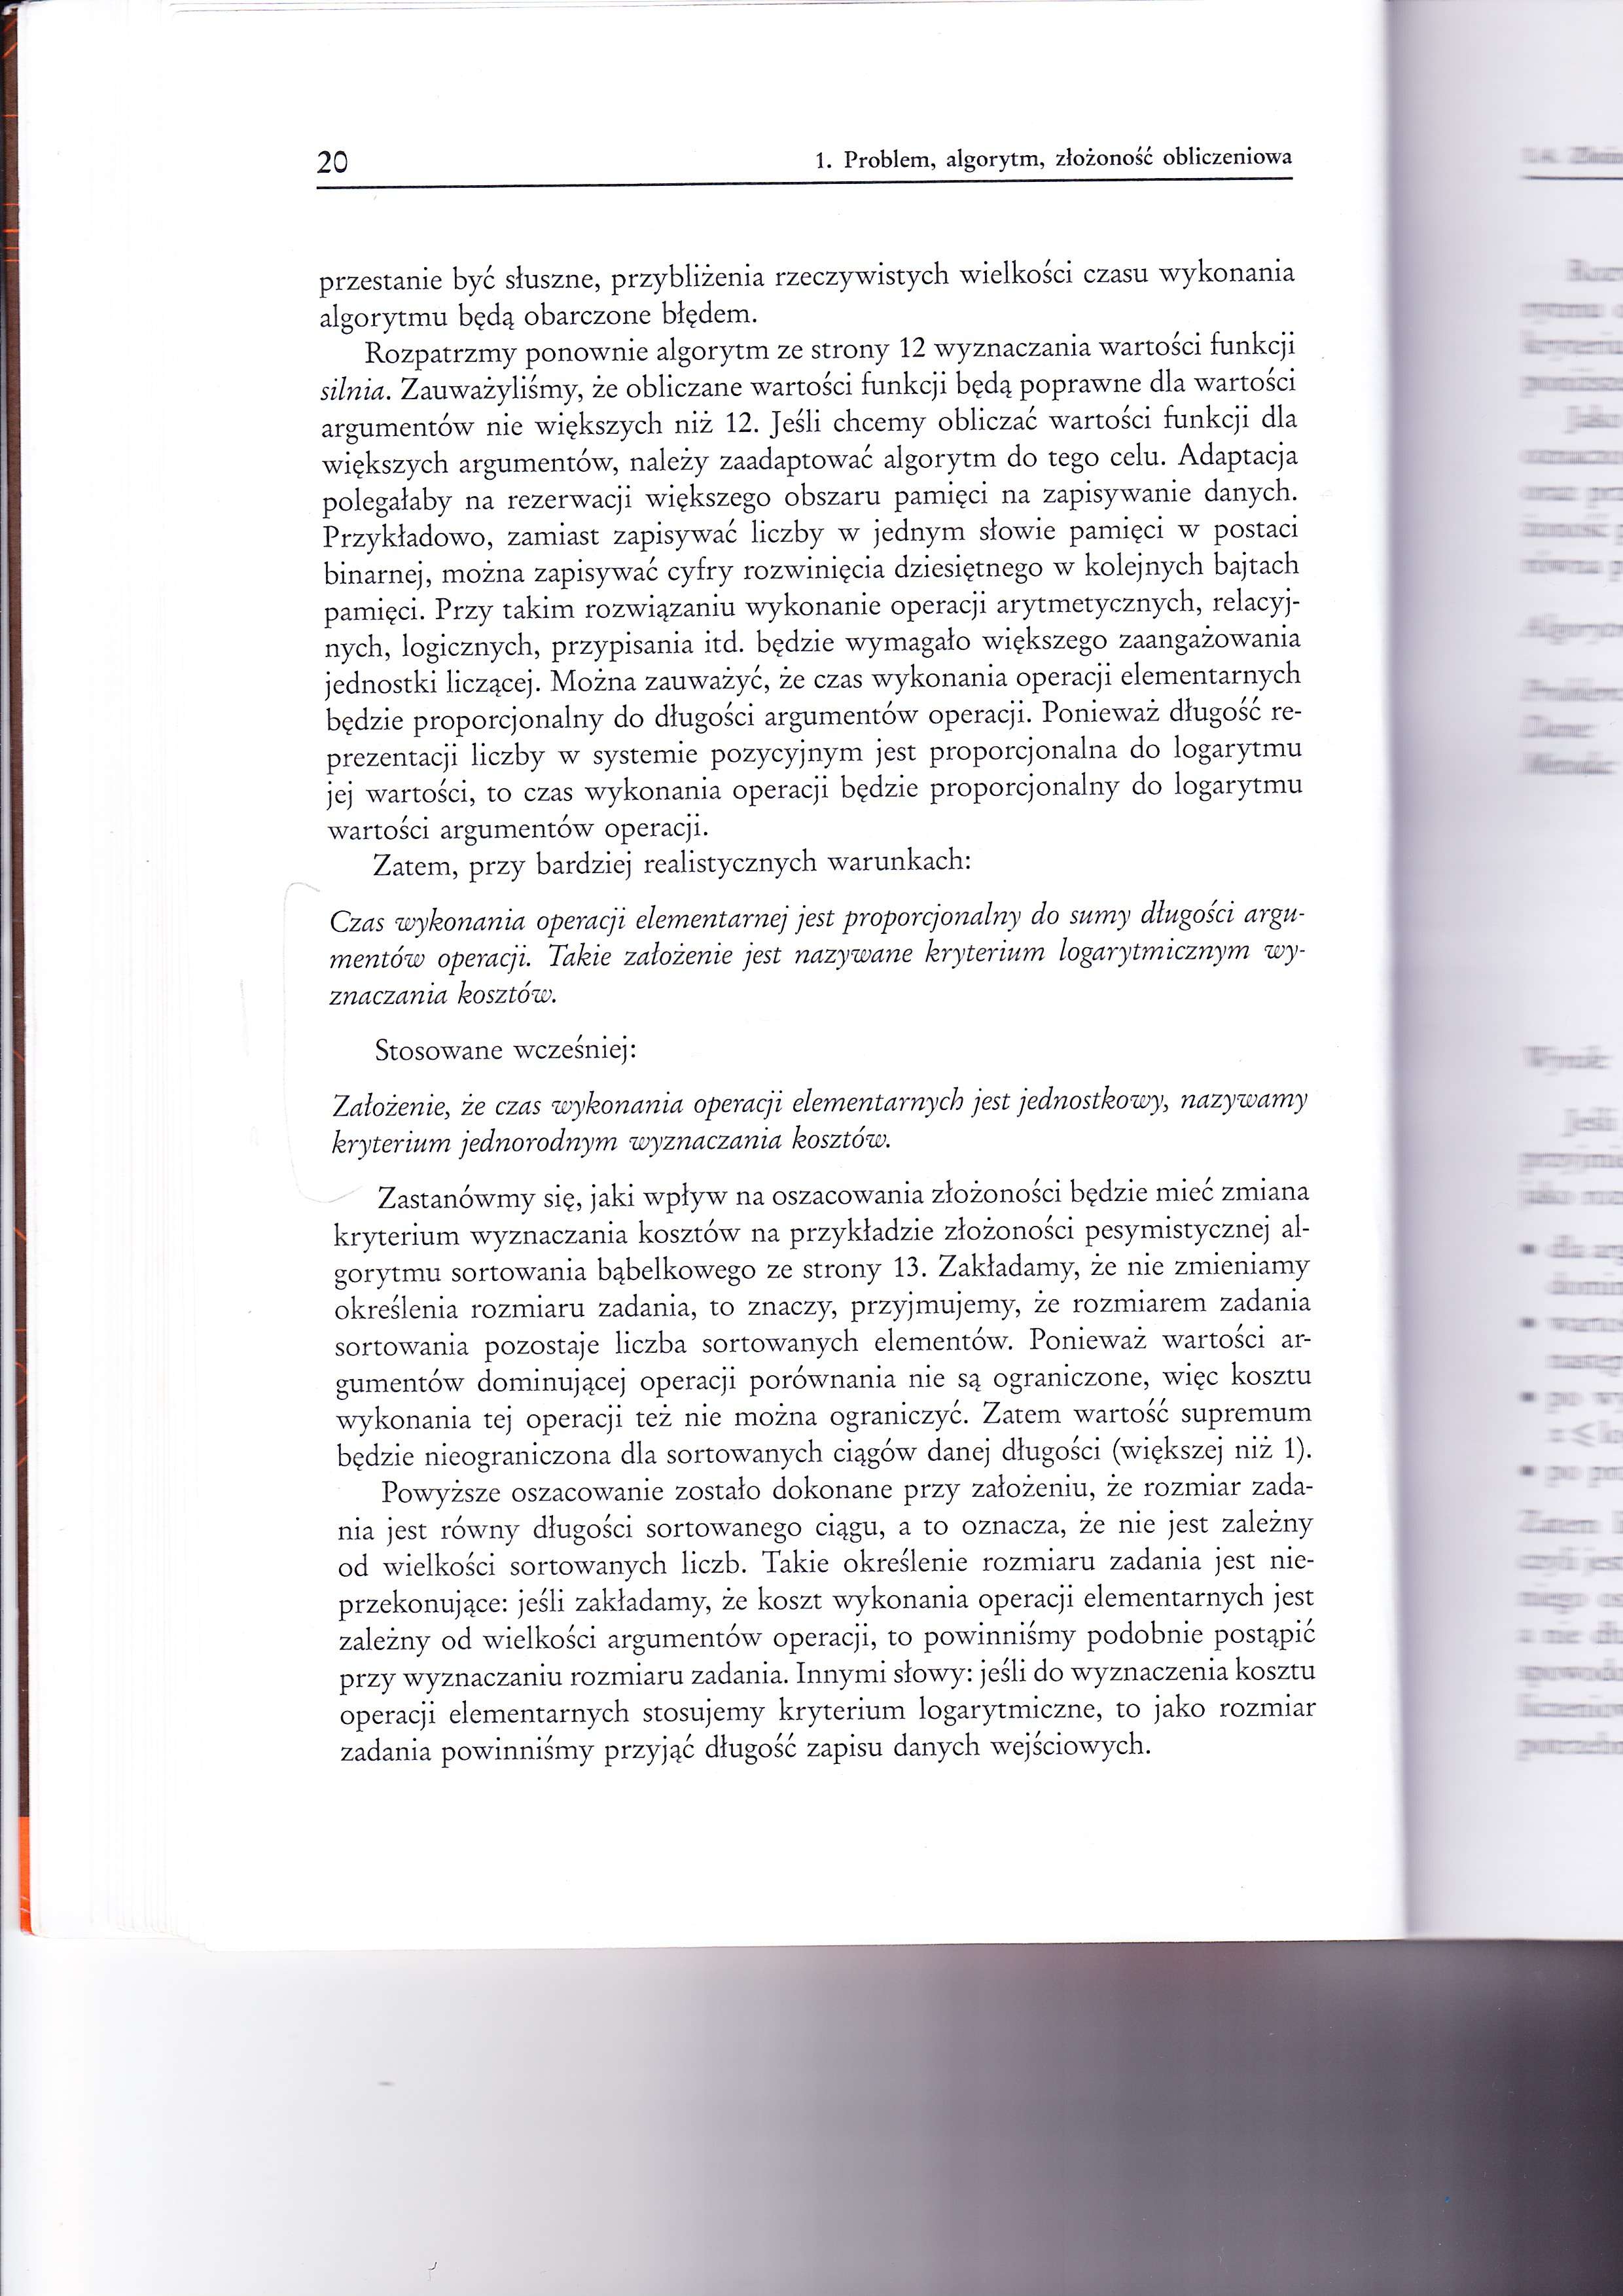 20
1. Problem, algorytm, złożoność obliczeniowa
przestanie być słuszne, przybliżenia rzeczywistych wielkości czasu wykonania
algorytmu będą obarczone błędem.
Rozpatrzmy ponownie algorytm ze strony 12 wyznaczania wartości funkcji
silnia. Zauważyliśmy, że obliczane wartości funkcji będą poprawne dla wartości
argumentów nie większych niż 12. Jeśli chcemy obliczać wartości funkcji dla
większych argumentów, należy zaadaptować algorytm do tego celu. Adaptacja
polegałaby na rezerwacji większego obszaru pamięci na zapisywanie danych.
Przykładowo, zamiast zapisywać liczby w jednym słowie pamięci w postaci
binarnej, można zapisywać cyfry rozwinięcia dziesiętnego w kolejnych bajtach
pamięci. Przy takim rozwiązaniu wykonanie operacji arytmetycznych, relacyj-
nych, logicznych, przypisania itd. będzie wymagało większego zaangażowania
jednostki liczącej. Można zauważyć, że czas wykonania operacji elementarnych
będzie proporcjonalny do długości argumentów operacji. Ponieważ długość re-
prezentacji liczby w systemie pozycyjnym jest proporcjonalna do logarytmu
jej wartości, to czas wykonania operacji będzie proporcjonalny do logarytmu
wartości argumentów operacji.
Zatem, przy bardziej realistycznych warunkach:
Czas wykonania operacji elementarnej jest proporcjonalny do sumy długości argu-
mentów operacji. Takie założenie jest nazywane kryterium logarytmicznym wy-
znaczania kosztów.
Stosowane wcześniej:
Założenie, że czas wykonania operacji elementarnych jest jednostkowy, nazywamy
kryterium jednorodnym wyznaczania kosztów.
Zastanówmy się, jaki wpływ na oszacowania złożoności będzie mieć zmiana
kryterium wyznaczania kosztów na przykładzie złożoności pesymistycznej al-
gorytmu sortowania bąbelkowego ze strony 13. Zakładamy, że nie zmieniamy
określenia rozmiaru zadania, to znaczy, przyjmujemy, że rozmiarem zadania
sortowania pozostaje liczba sortowanych elementów. Ponieważ wartości ar-
gumentów dominującej operacji porównania nie są ograniczone, więc kosztu
wykonania tej operacji też nie można ograniczyć. Zatem wartość supremum
będzie nieograniczona dla sortowanych ciągów danej długości (większej niż 1).
Powyższe oszacowanie zostało dokonane przy założeniu, że rozmiar zada-
nia jest równy długości sortowanego ciągu, a to oznacza, że nie jest zależny
od wielkości sortowanych liczb. Takie określenie rozmiaru zadania jest nie-
przekonujące: jeśli zakładamy, że koszt wykonania operacji elementarnych jest
zależny od wielkości argumentów operacji, to powinniśmy podobnie postąpić
przy wyznaczaniu rozmiaru zadania. Innymi słowy: jeśli do wyznaczenia kosztu
operacji elementarnych stosujemy kryterium logarytmiczne, to jako rozmiar
zadania powinniśmy przyjąć długość zapisu danych wejściowych.